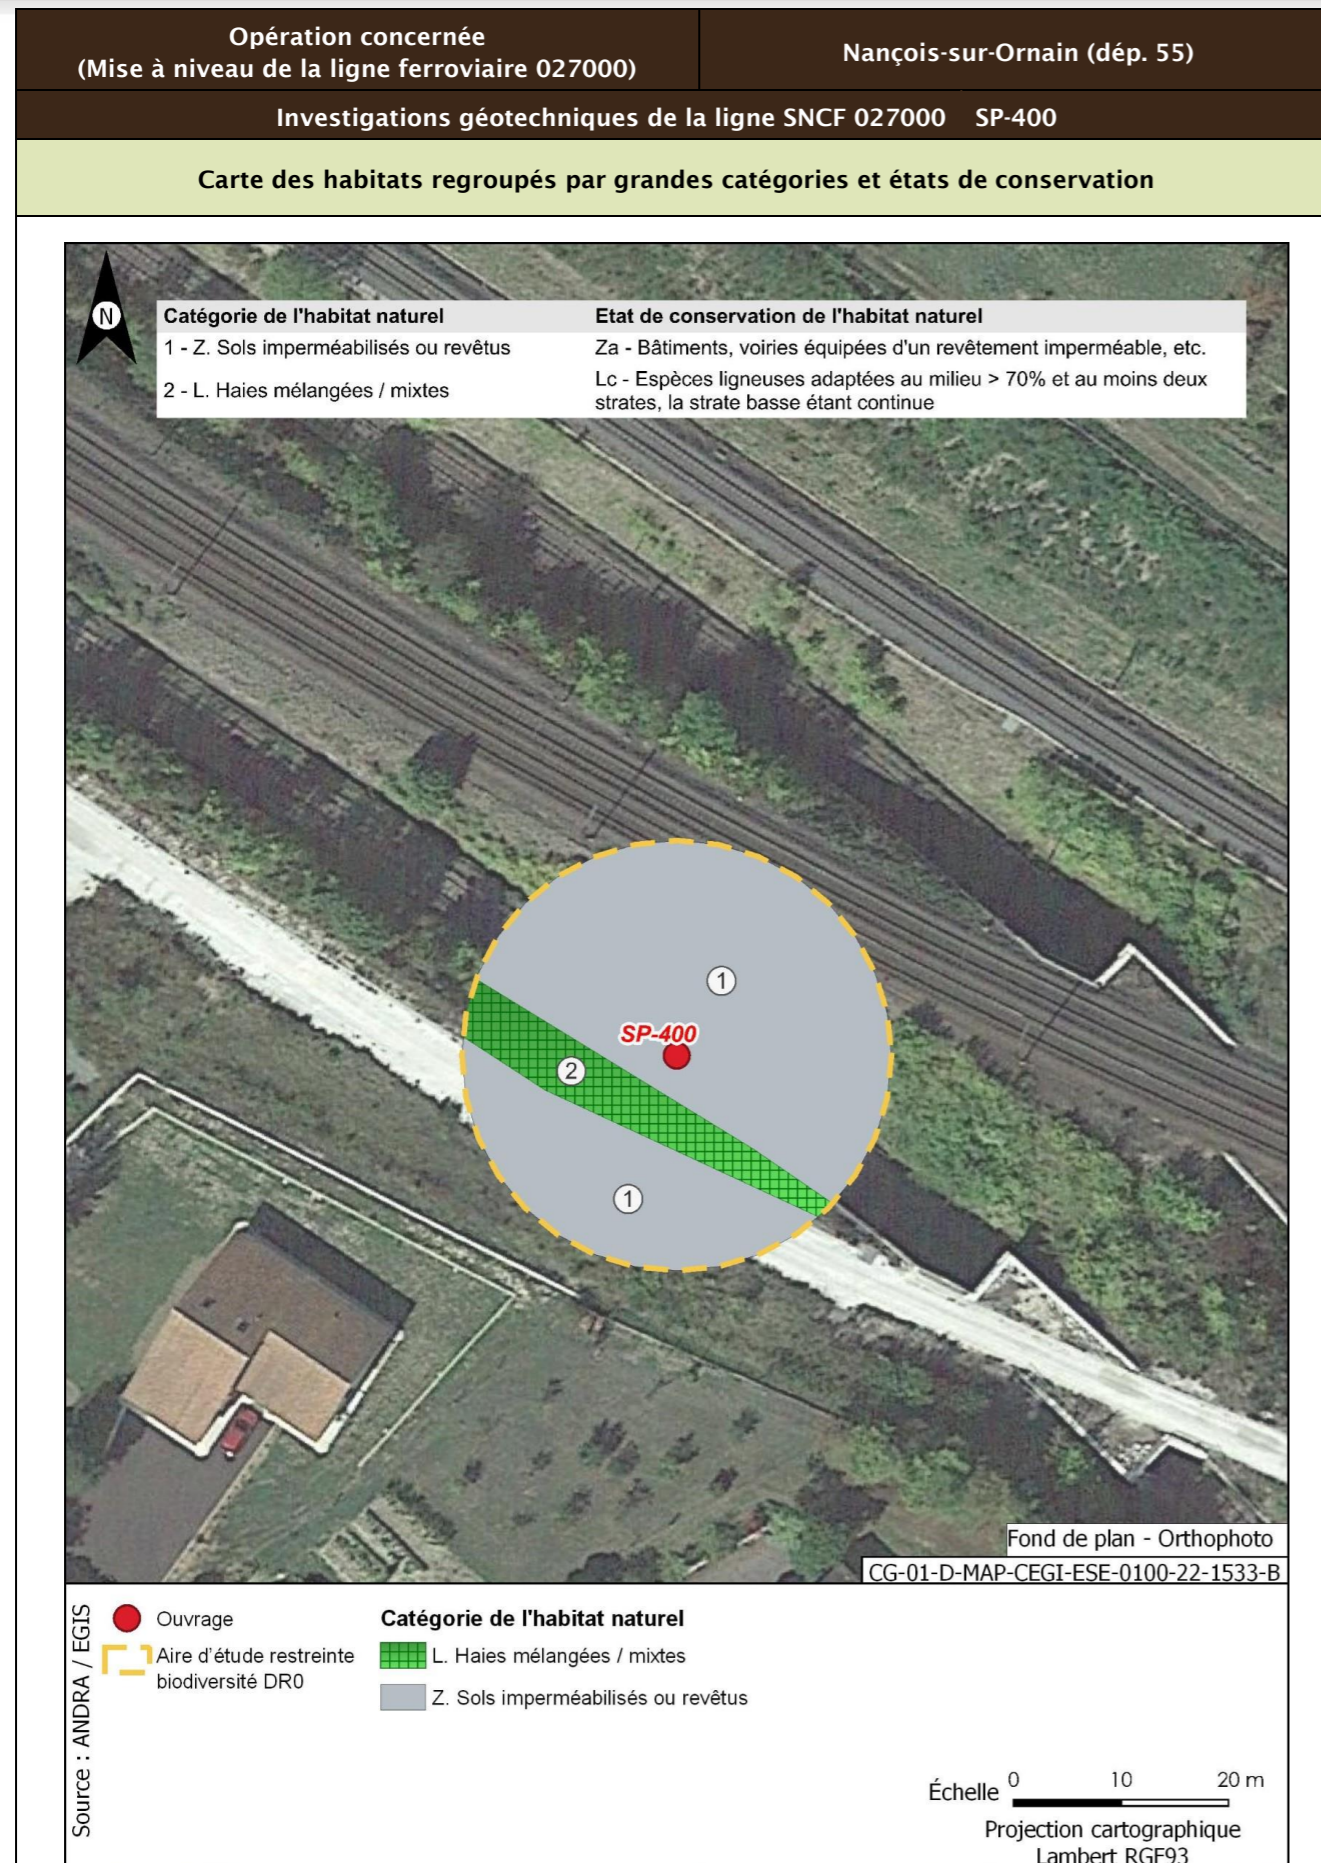 Opération concernée
(Mise à niveau de la ligne ferroviaire 027000)
Nançois-sur-Ornain (dép. 55)
Investigations géotechniques de la ligne SNCF 027000 SP-400
Carte des habitats regroupés par grandes catégories et états de conservation
N
Catégorie de l'habitat naturel
Etat de conservation de l'habitat naturel
1 - Z. Sols imperméabilisés ou revêtus
Za - Bâtiments, voiries équipées d'un revêtement imperméable, etc.
2 - L. Haies mélangées / mixtes
Lc - Espèces ligneuses adaptées au milieu > 70% et au moins deux
strates, la strate basse étant continue
1
SP-400
2
1
Fond de plan - Orthophoto
CG-01-D-MAP-CEGI-ESE-0100-22-1533-B
Source : ANDRA / EGIS
Ouvrage
Aire d'étude restreinte
biodiversité DR0
Catégorie de l'habitat naturel
L. Haies mélangées / mixtes
Z. Sols imperméabilisés ou revêtus
Échelle 0 10 20 m
Projection cartographique
Lambert RGF93